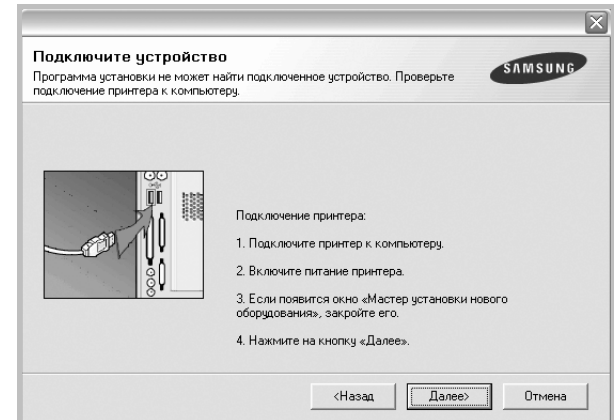 Подключите устройство
Программа установки не может найти подключенное устройство. Проверьте
подключение принтера к компьютеру.
SAMSUNG
Подключение принтера:
1. Подключите принтер к компьютеру.
2. Включите питание принтера.
3. Если появится окно «Мастер установки нового
оборудования», закройте его.
4. Нажмите на кнопку «Далее».
<Назад
Далее>
Отмена